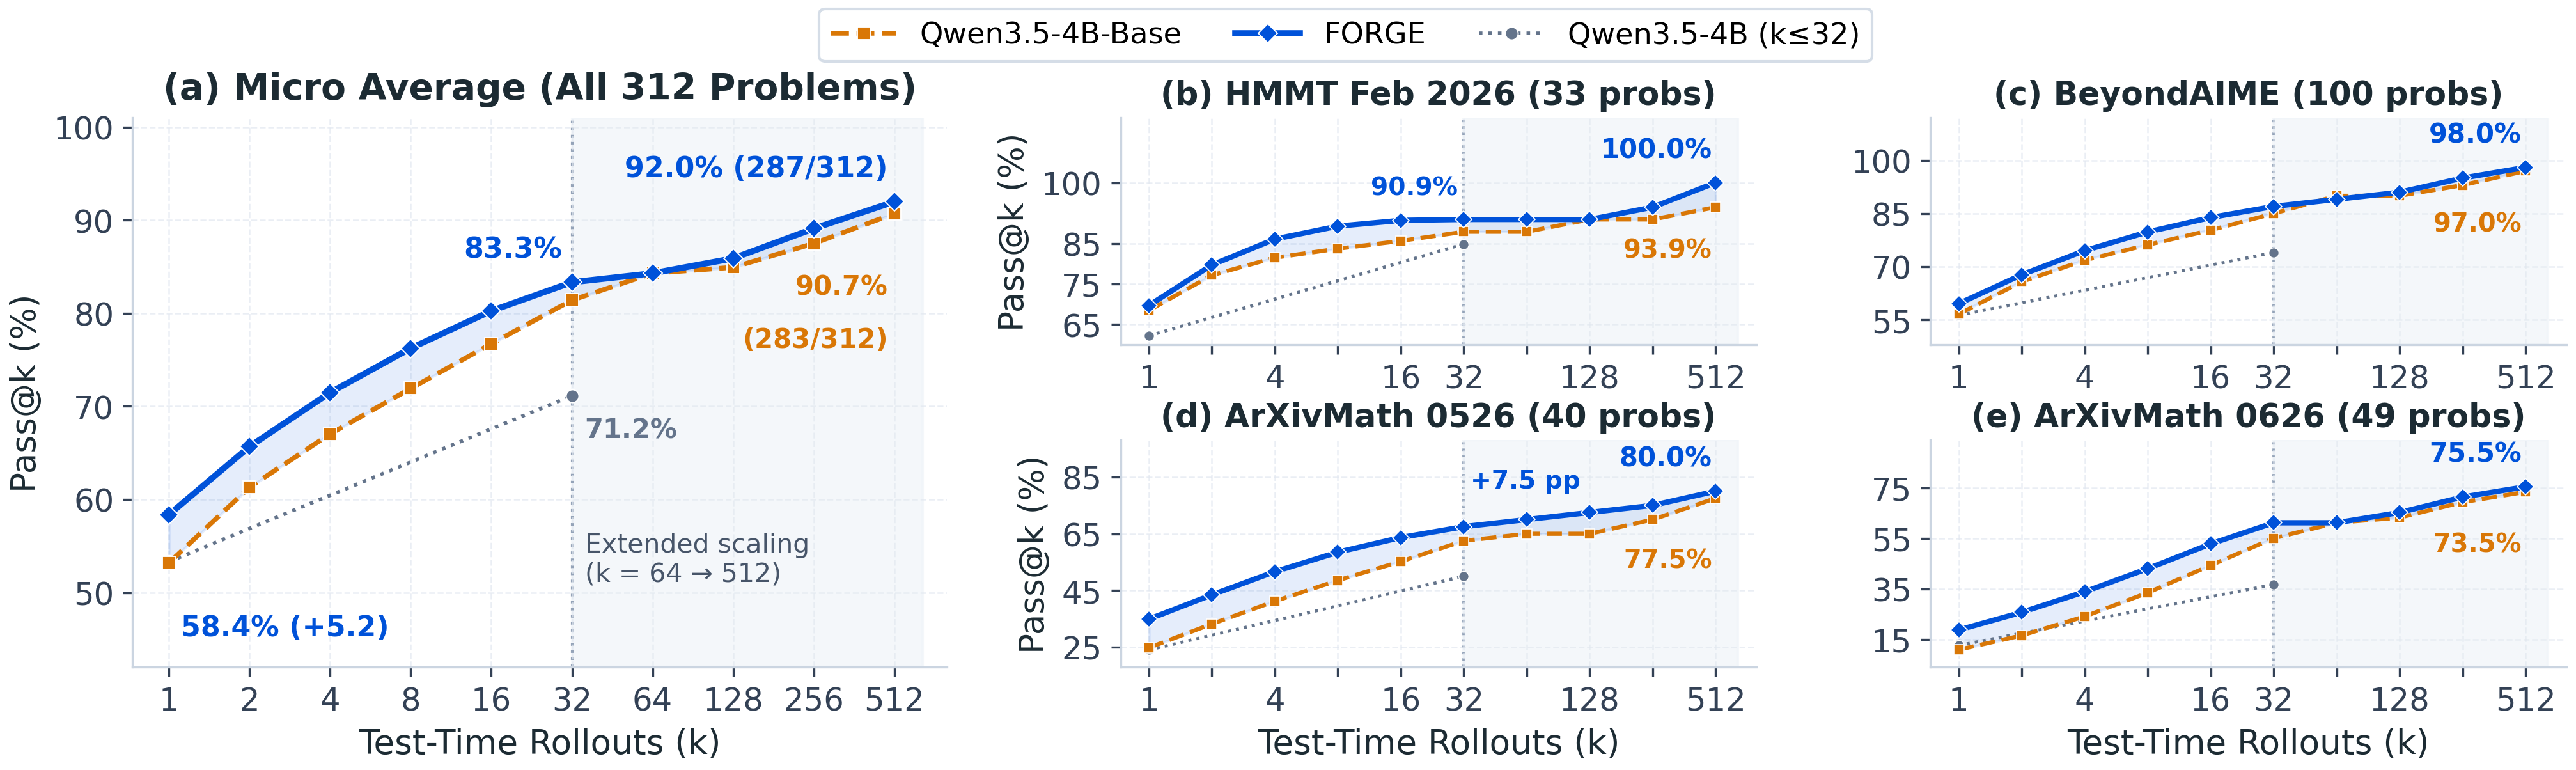 Qwen3.5-4B-Base
FORGE
Qwen3.5-4B (k≤32)
(a) Micro Average (All 312 Problems)
Pass@k (%)
100
90
80
70
60
50
92.0% (287/312)
83.3%
90.7%
(283/312)
71.2%
Extended scaling
(k = 64 → 512)
58.4% (+5.2)
1 2 4 8 16 32 64 128 256 512
Test-Time Rollouts (k)
(b) HMMT Feb 2026 (33 probs)
Pass@k (%)
100
85
75
65
100.0%
90.9%
93.9%
1 4 16 32 128 512
(c) BeyondAIME (100 probs)
100
85
70
55
98.0%
97.0%
1 4 16 32 128 512
(d) ArXivMath 0526 (40 probs)
Pass@k (%)
85
65
45
25
80.0%
+7.5 pp
77.5%
1 4 16 32 128 512
Test-Time Rollouts (k)
(e) ArXivMath 0626 (49 probs)
75
55
35
15
75.5%
73.5%
1 4 16 32 128 512
Test-Time Rollouts (k)